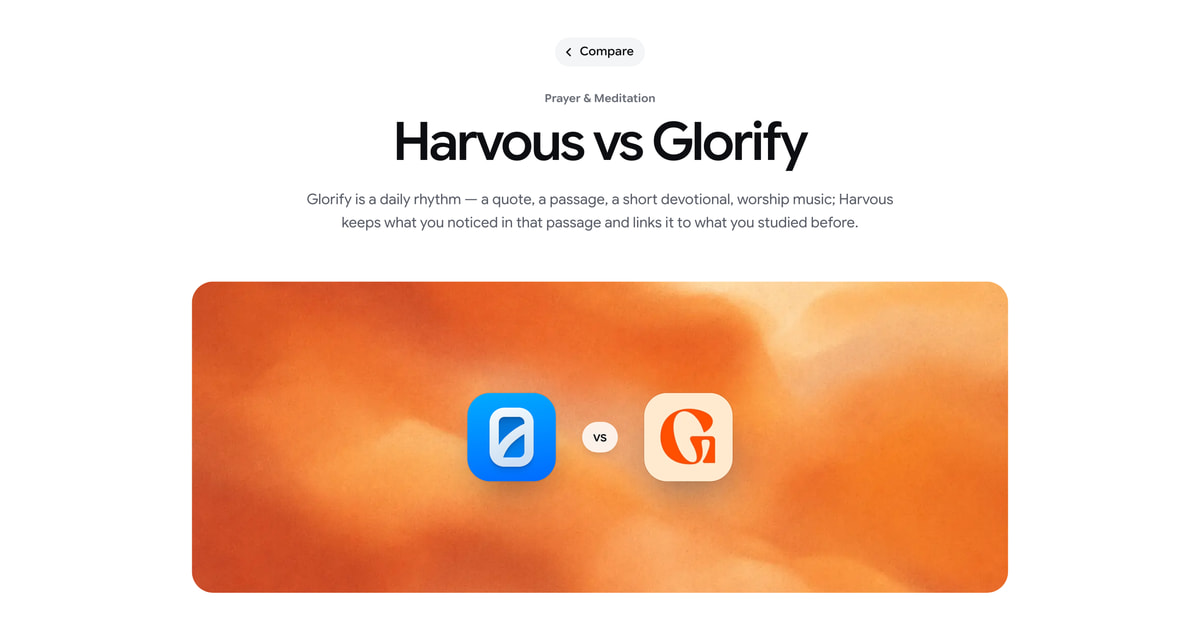 Compare
Prayer & Meditation
Harvous vs Glorify
Glorify is a daily rhythm — a quote, a passage, a short devotional, worship music; Harvous
keeps what you noticed in that passage and links it to what you studied before.
vs
G